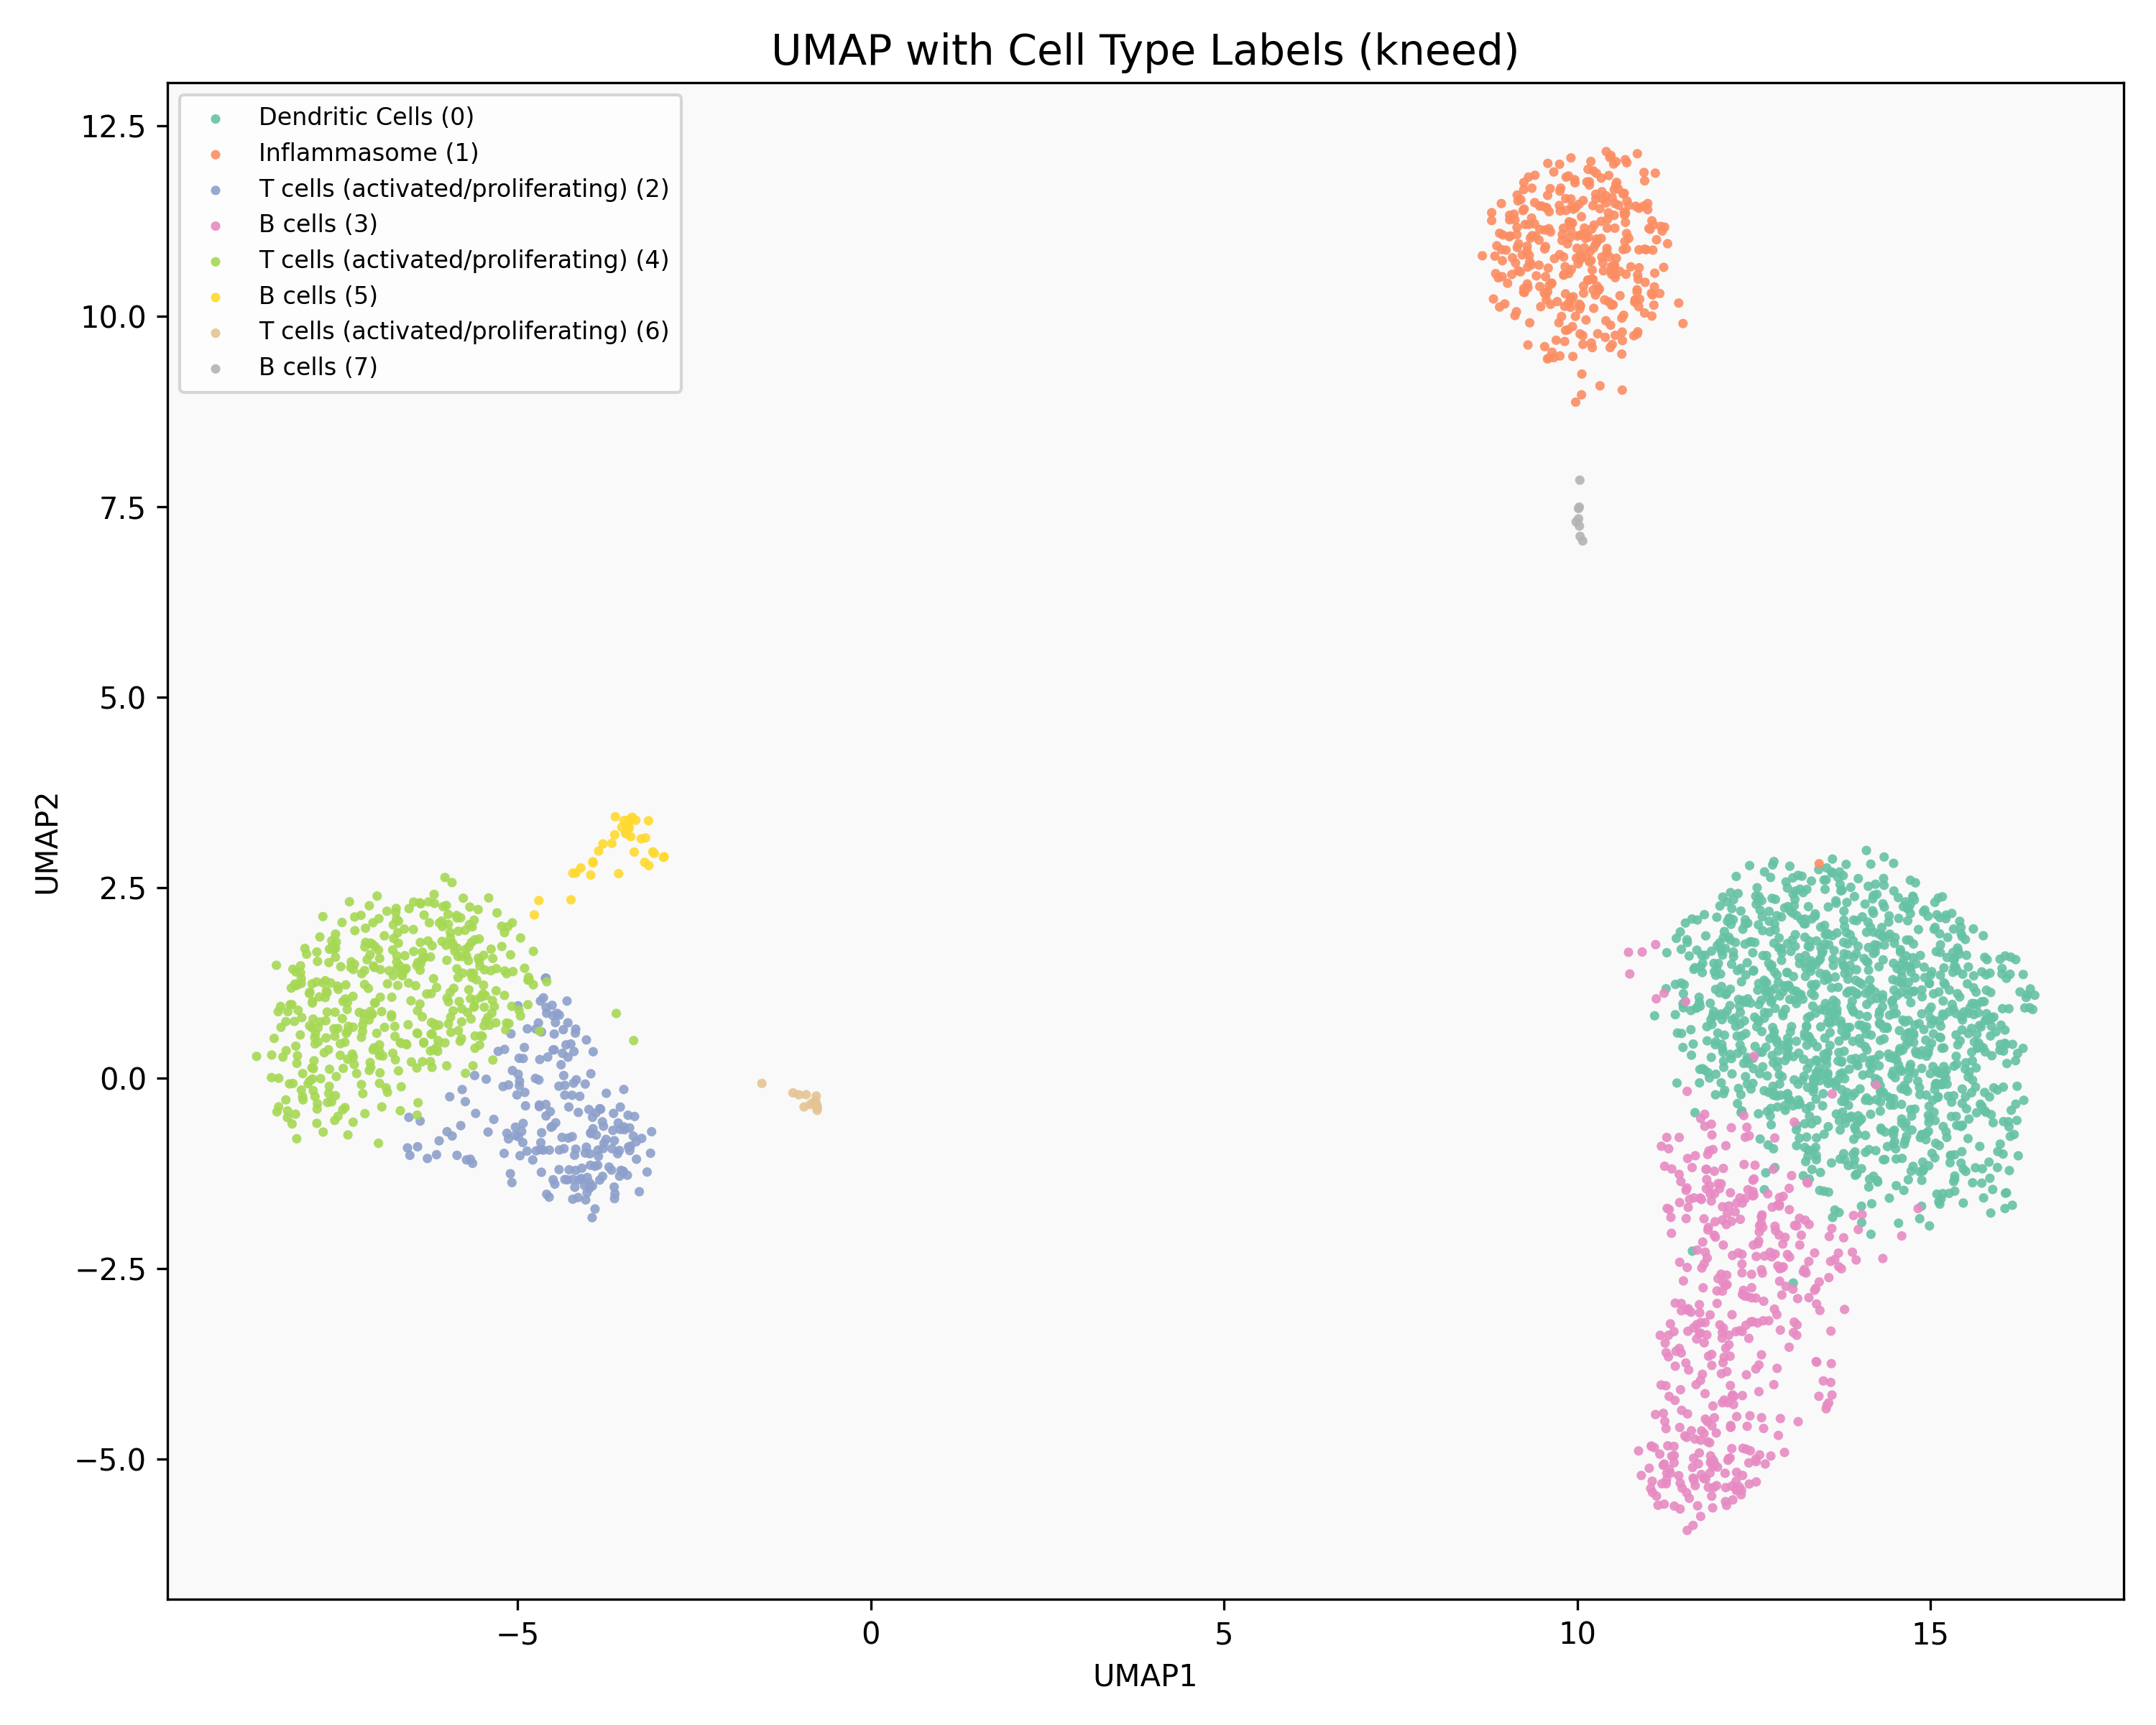 UMAP with Cell Type Labels (kneed)
Dendritic Cells (0)
Inflammasome (1)
T cells (activated/proliferating) (2)
B cells (3)
T cells (activated/proliferating) (4)
B cells (5)
T cells (activated/proliferating) (6)
B cells (7)
12.5
10.0
7.5
5.0
2.5
0.0
−2.5
−5.0
UMAP2
−5
0
5
10
15
UMAP1